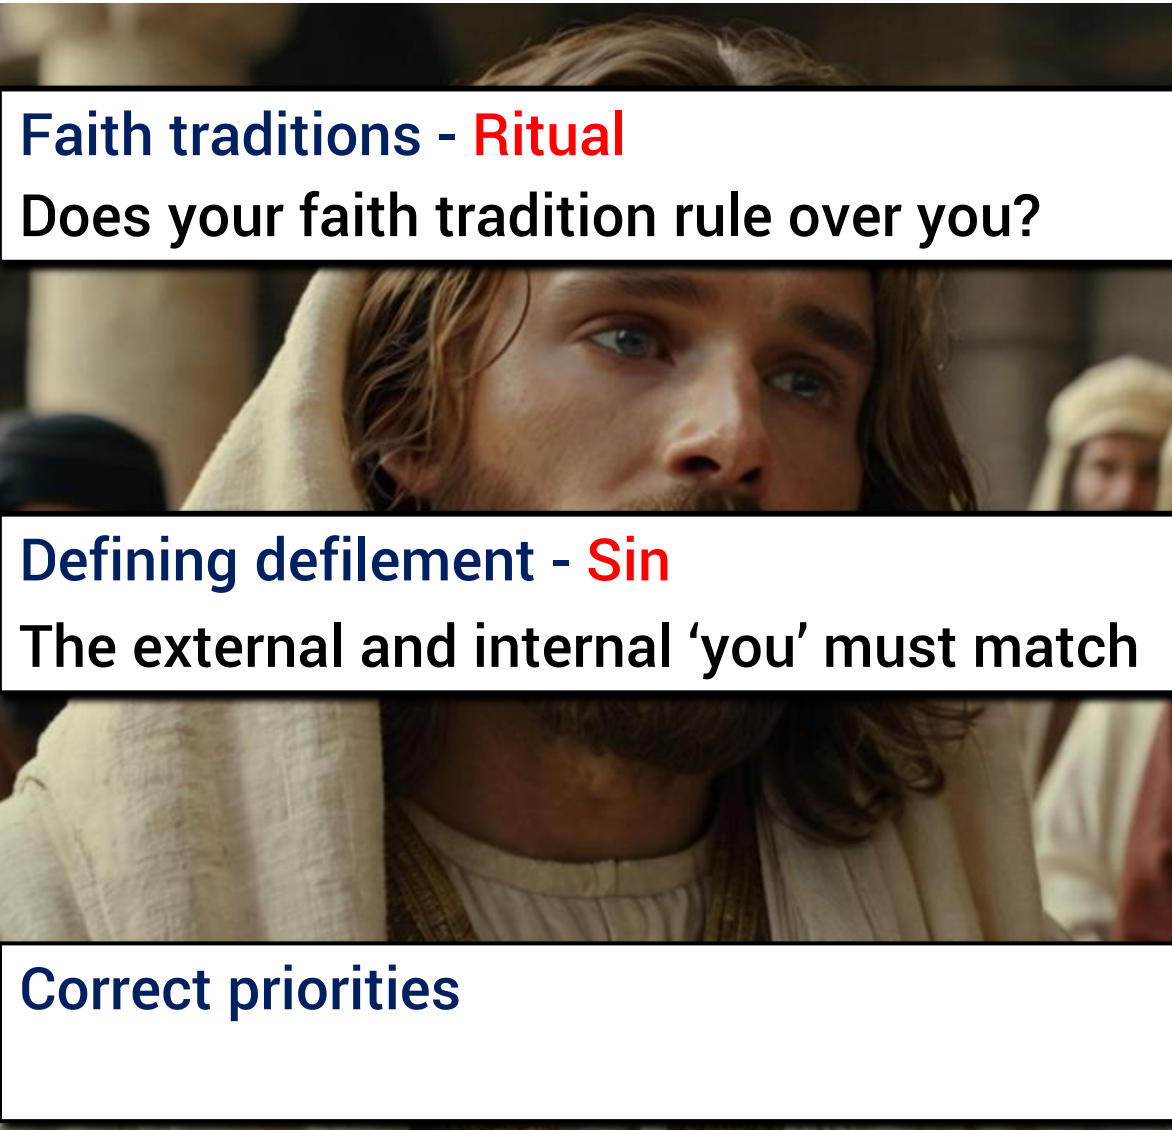 Faith traditions - Ritual
Does your faith tradition rule over you?
Defining defilement - Sin
The external and internal ‘you’ must match
Correct priorities